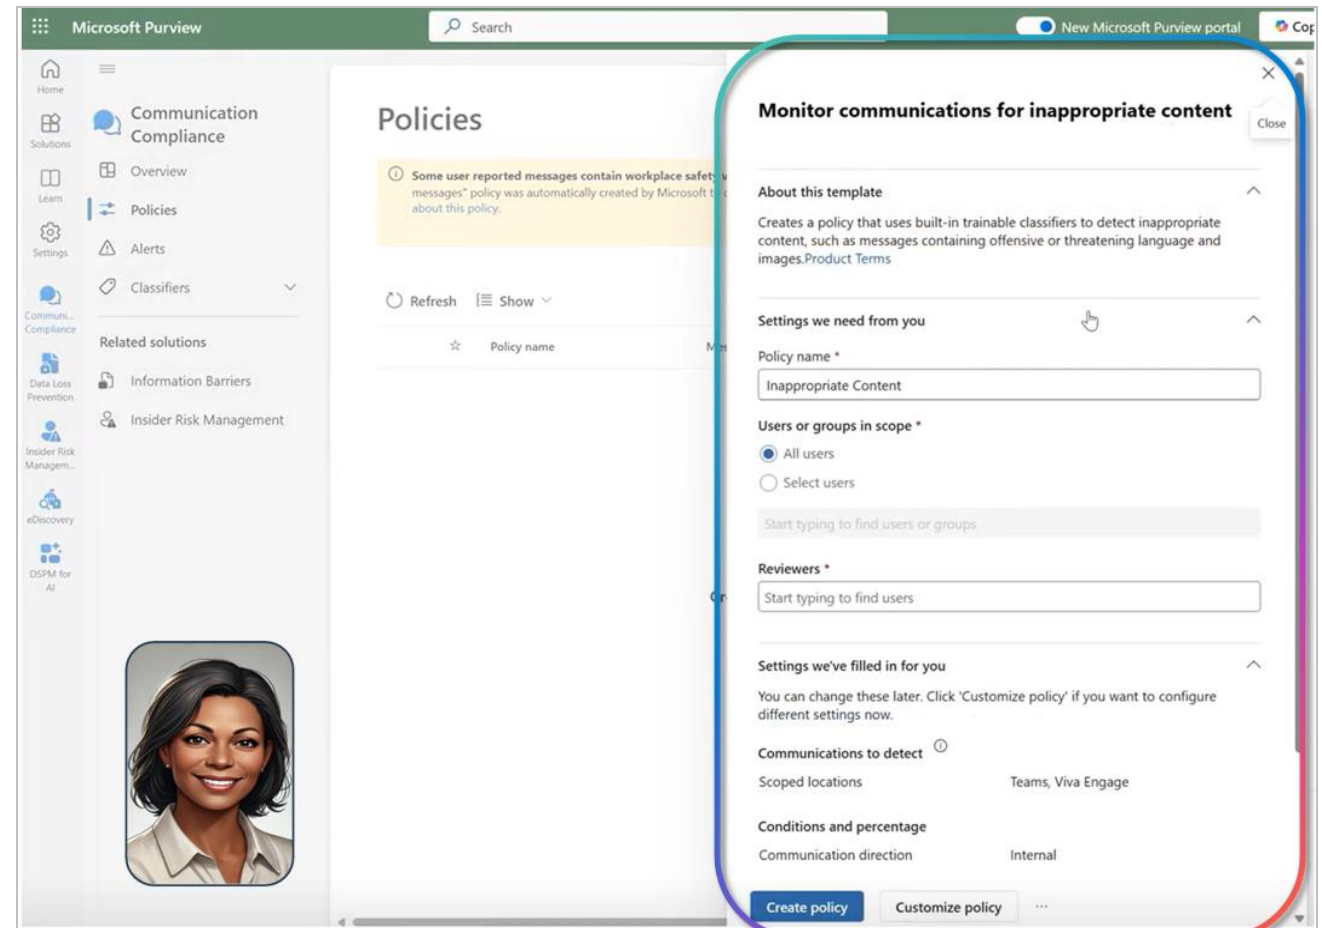 Microsoft Purview
Search
New Microsoft Purview portal
Home
Solutions
Learn
Settings
Communi...
Compliance
Data Loss
Prevention
Insider Risk
Managem...
eDiscovery
DSPM for
AI
Communication
Compliance
Overview
Policies
Alerts
Classifiers
Related solutions
Information Barriers
Insider Risk Management
Policies
Some user reported messages contain workplace safety
messages" policy was automatically created by Microsoft
about this policy.
Refresh
Show
Policy name
Monitor communications for inappropriate content
Close
About this template
Creates a policy that uses built-in trainable classifiers to detect inappropriate
content, such as messages containing offensive or threatening language and
images.Product Terms
Settings we need from you
Policy name *
Inappropriate Content
Users or groups in scope *
All users
Select users
Start typing to find users or groups
Reviewers *
Start typing to find users
Settings we've filled in for you
You can change these later. Click 'Customize policy' if you want to configure
different settings now.
Communications to detect
Scoped locations Teams, Viva Engage
Conditions and percentage
Communication direction Internal
Create policy
Customize policy
...